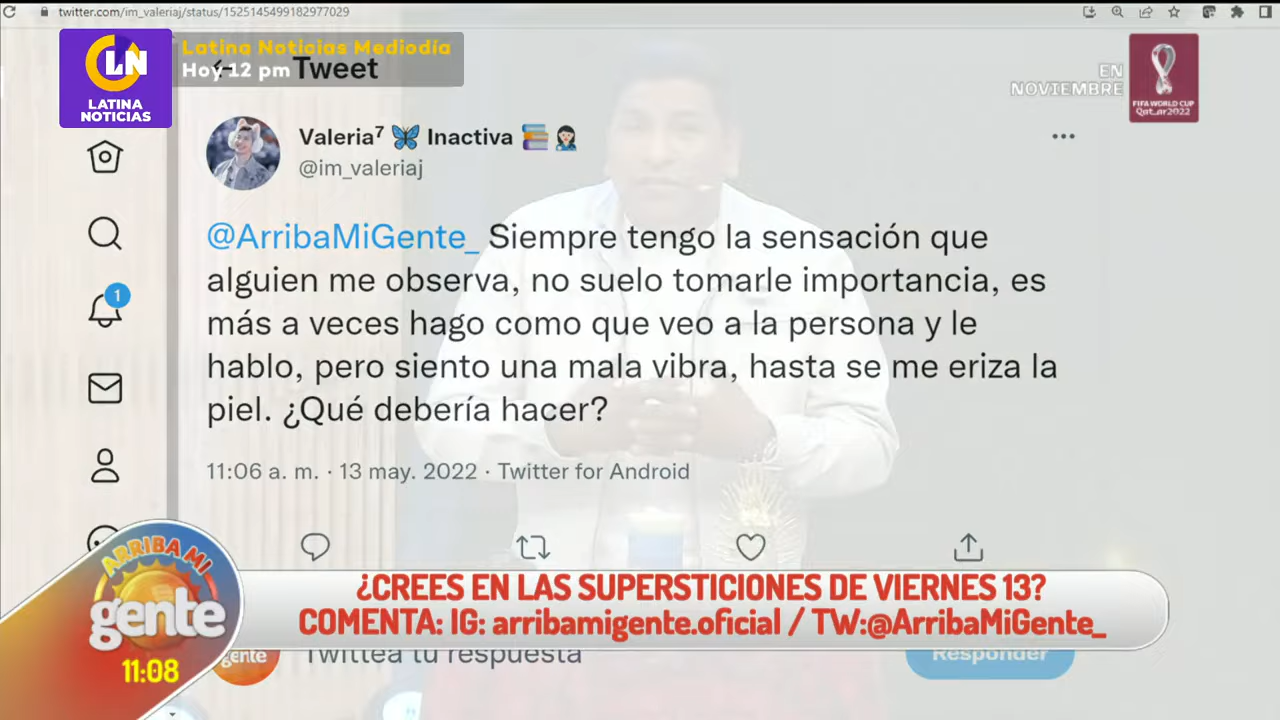 twitter.com/im_valeriaj/status/1525145499182977029
Latina Noticias Mediodía
Hoy 12 pm
LN
LATINA
NOTICIAS
Tweet
EN
NOVIEMBRE
FIFA WORLD CUP
Qatar2022
Valeria⁷ 🦋 Inactiva 📚👩🏻‍⚕️
@im_valeriaj
@ArribaMiGente_ Siempre tengo la sensación que
alguien me observa, no suelo tomarle importancia, es
más a veces hago como que veo a la persona y le
hablo, pero siento una mala vibra, hasta se me eriza la
piel. ¿Qué debería hacer?
1
11:06 a. m. · 13 may. 2022 · Twitter for Android
ARRIBA MI
gente
11:08
¿CREES EN LAS SUPERSTICIONES DE VIERNES 13?
COMENTA: IG: arribamigente.oficial / TW:@ArribaMiGente_
gente
Twittea tu respuesta
Responder